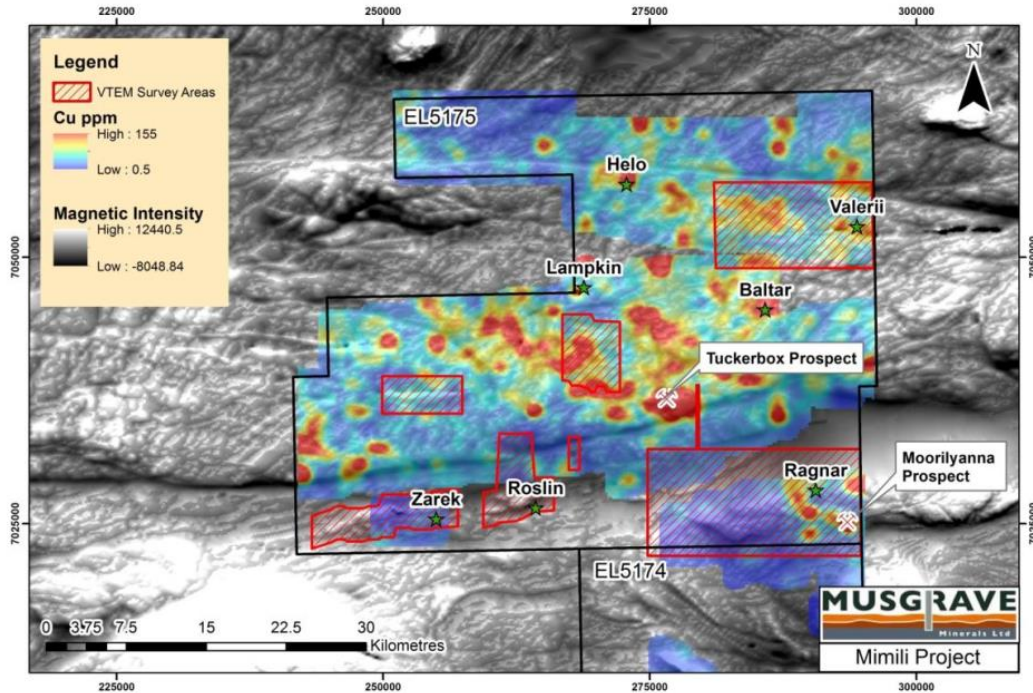 225000
250000
275000
300000
Legend
VTEM Survey Areas
Cu ppm
High : 155
Low : 0.5
Magnetic Intensity
High : 12440.5
Low : -8048.84
N
EL5175
Helo
Valerii
7050000
7050000
Lampkin
Baltar
Tuckerbox Prospect
Moorilyanna
Prospect
Ragnar
Zarek
Roslin
7025000
7025000
EL5174
0 3.75 7.5 15 22.5 30
Kilometres
MUSGRAVE
Minerals Ltd
Mimili Project
225000
250000
275000
300000